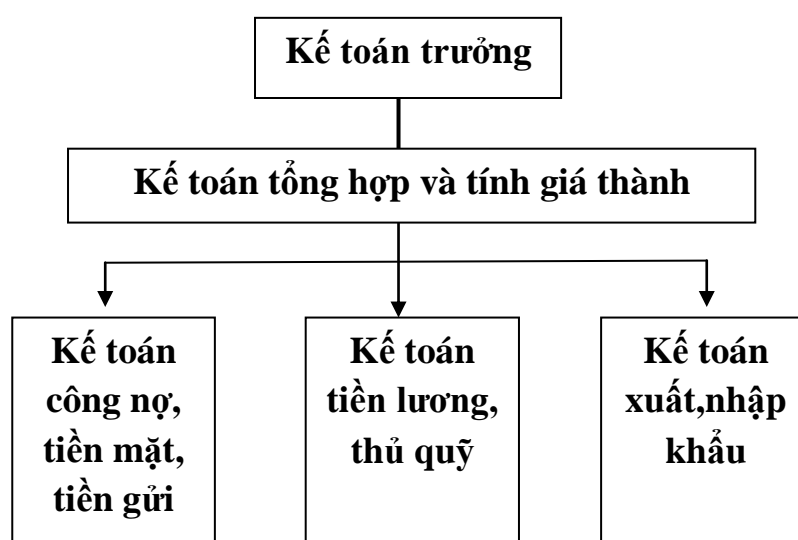 Kế toán trưởng
Kế toán tổng hợp và tính giá thành
Kế toán
công nợ,
tiền mặt,
tiền gửi
Kế toán
tiền lương,
thủ quỹ
Kế toán
xuất,nhập
khẩu